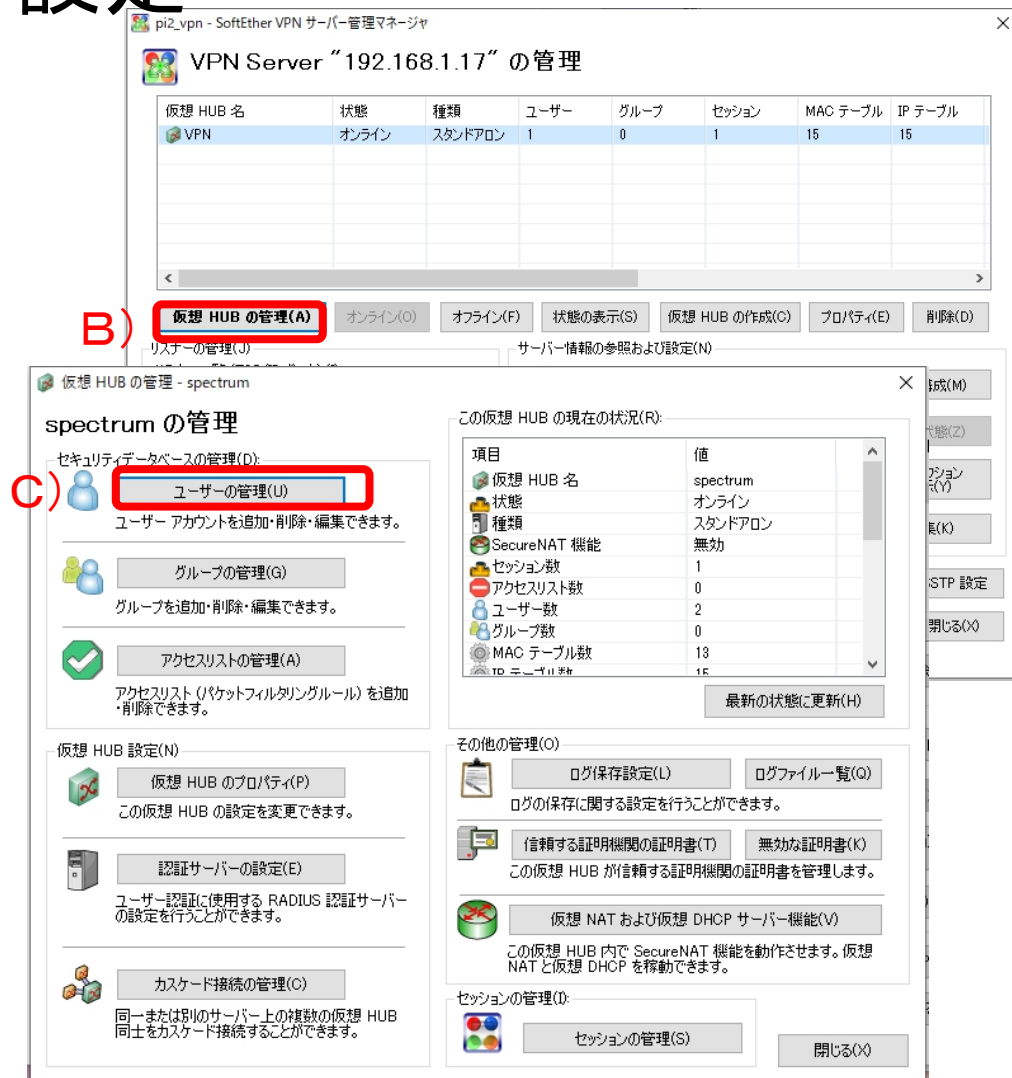 設定
pi2_vpn - SoftEther VPN サーバー管理マネージャ
VPN Server "192.168.1.17" の管理
仮想 HUB 名 状態 種類 ユーザー グループ セッション MAC テーブル IP テーブル
VPN オンライン スタンドアロン 1 0 1 15 15
B)
仮想 HUB の管理(A) オンライン(O) オフライン(F) 状態の表示(S) 仮想 HUB の作成(C) プロパティ(E) 削除(D)
リスナーの管理(J) サーバー情報の参照および設定(N)
仮想 HUB の管理 - spectrum
spectrum の管理
セキュリティデータベースの管理(D):
C)
ユーザーの管理(U)
ユーザー アカウントを追加・削除・編集できます。
グループの管理(G)
グループを追加・削除・編集できます。
アクセスリストの管理(A)
アクセスリスト (パケットフィルタリングルール) を追加
・削除できます。
この仮想 HUB の現在の状況(R):
項目 値
仮想 HUB 名 spectrum
状態 オンライン
種類 スタンドアロン
SecureNAT 機能 無効
セッション数 1
アクセスリスト数 0
ユーザー数 2
グループ数 0
MAC テーブル数 13
IP テーブル数 15
最新の状態に更新(H)
仮想 HUB 設定(N)
仮想 HUB のプロパティ(P)
この仮想 HUB の設定を変更できます。
認証サーバーの設定(E)
ユーザー認証に使用する RADIUS 認証サーバー
の設定を行うことができます。
カスケード接続の管理(C)
同一または別のサーバー上の複数の仮想 HUB
同士をカスケード接続することができます。
その他の管理(O)
ログ保存設定(L) ログファイル一覧(Q)
ログの保存に関する設定を行うことができます。
信頼する証明機関の証明書(T) 無効な証明書(K)
この仮想 HUB が信頼する証明機関の証明書を管理します。
仮想 NAT および仮想 DHCP サーバー機能(V)
この仮想 HUB 内で SecureNAT 機能を動作させます。仮想
NAT と仮想 DHCP を稼動できます。
セッションの管理(I):
セッションの管理(S)
閉じる(X)
成(M)
態(Z)
クション
(Y)
集(K)
SSTP 設定
閉じる(X)